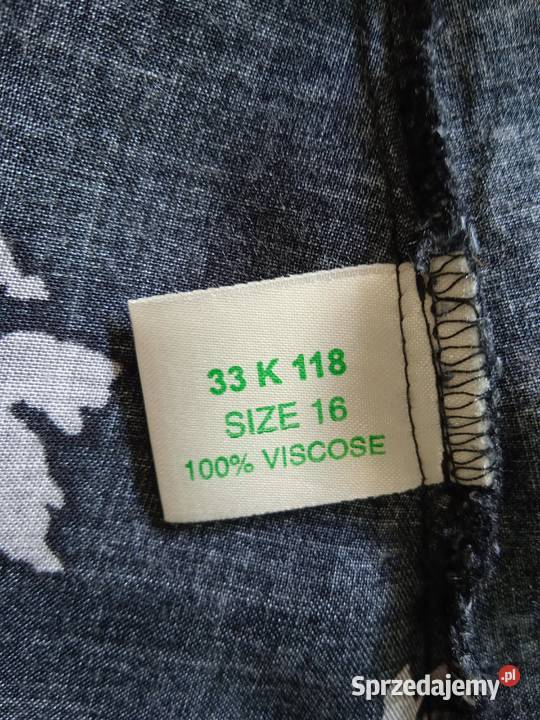 33 K 118
SIZE 16
100% VISCOSE
Sprzedajemy.pl